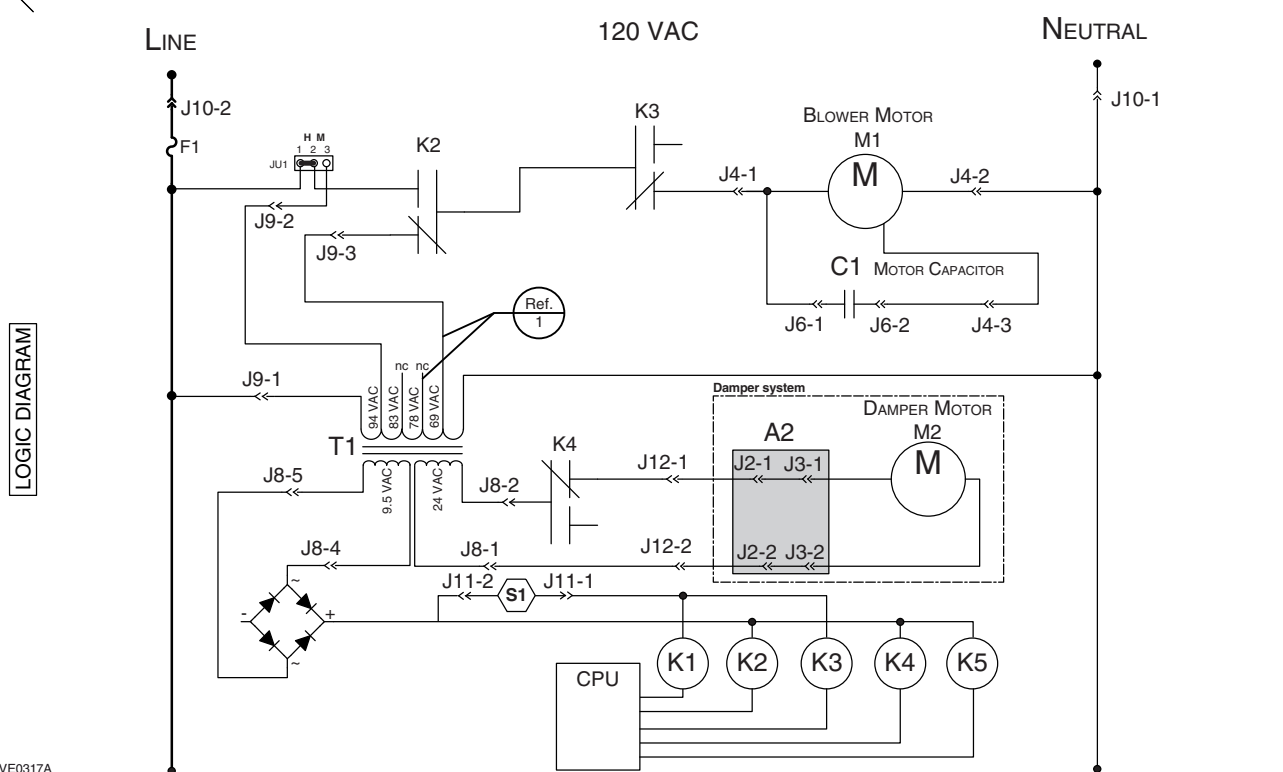 120 VAC
LINE
NEUTRAL
J10-2
J10-1
F1
H M
1 2 3
JU1
K2
K3
BLOWER MOTOR
M1
M
J4-1
J4-2
J9-2
J9-3
C1 MOTOR CAPACITOR
J6-1
J6-2
J4-3
Ref.
1
LOGIC DIAGRAM
J9-1
nc nc
94 VAC
83 VAC
78 VAC
69 VAC
T1
9.5 VAC
24 VAC
Damper system
DAMPER MOTOR
M2
M
A2
K4
J8-5
J8-2
J12-1
J2-1
J3-1
J8-4
J8-1
J12-2
J2-2
J3-2
J11-2
S1
J11-1
~
-
+
~
K1
K2
K3
K4
K5
CPU
VE0317A